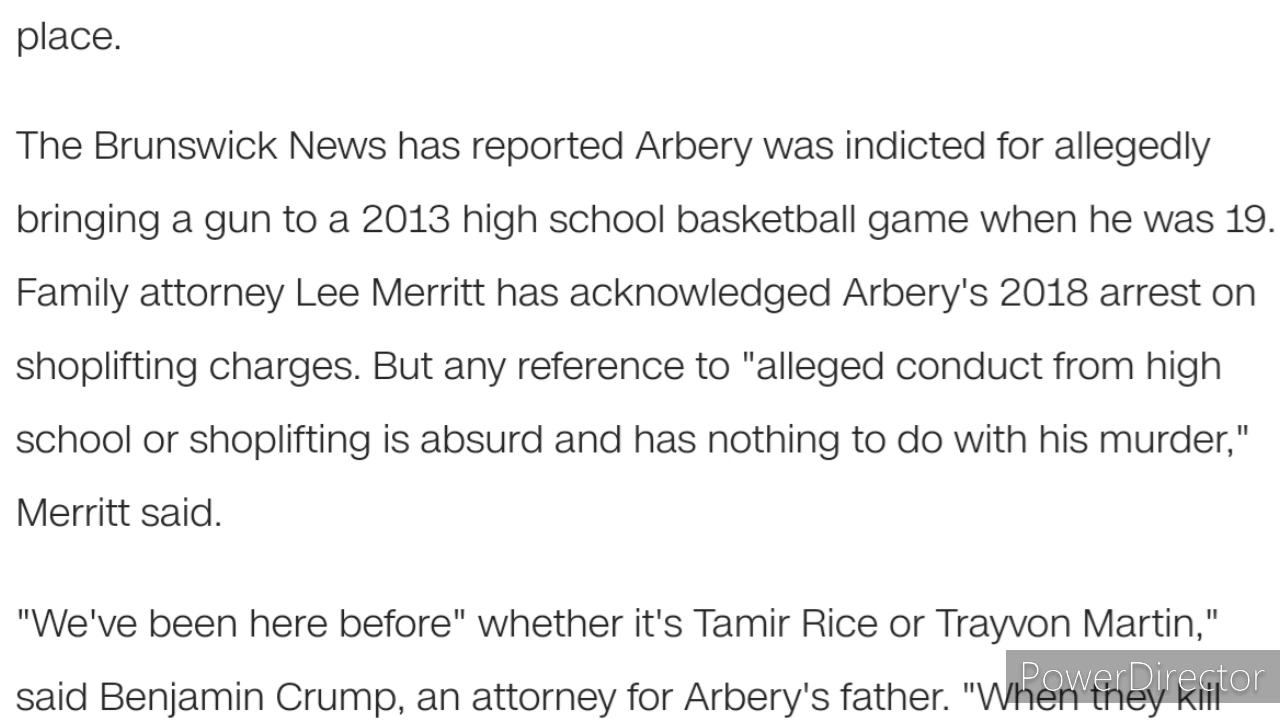 place.
The Brunswick News has reported Arbery was indicted for allegedly
bringing a gun to a 2013 high school basketball game when he was 19.
Family attorney Lee Merritt has acknowledged Arbery's 2018 arrest on
shoplifting charges. But any reference to "alleged conduct from high
school or shoplifting is absurd and has nothing to do with his murder,"
Merritt said.
"We've been here before" whether it's Tamir Rice or Trayvon Martin,"
said Benjamin Crump, an attorney for Arbery's father. "When they kill
PowerDirector